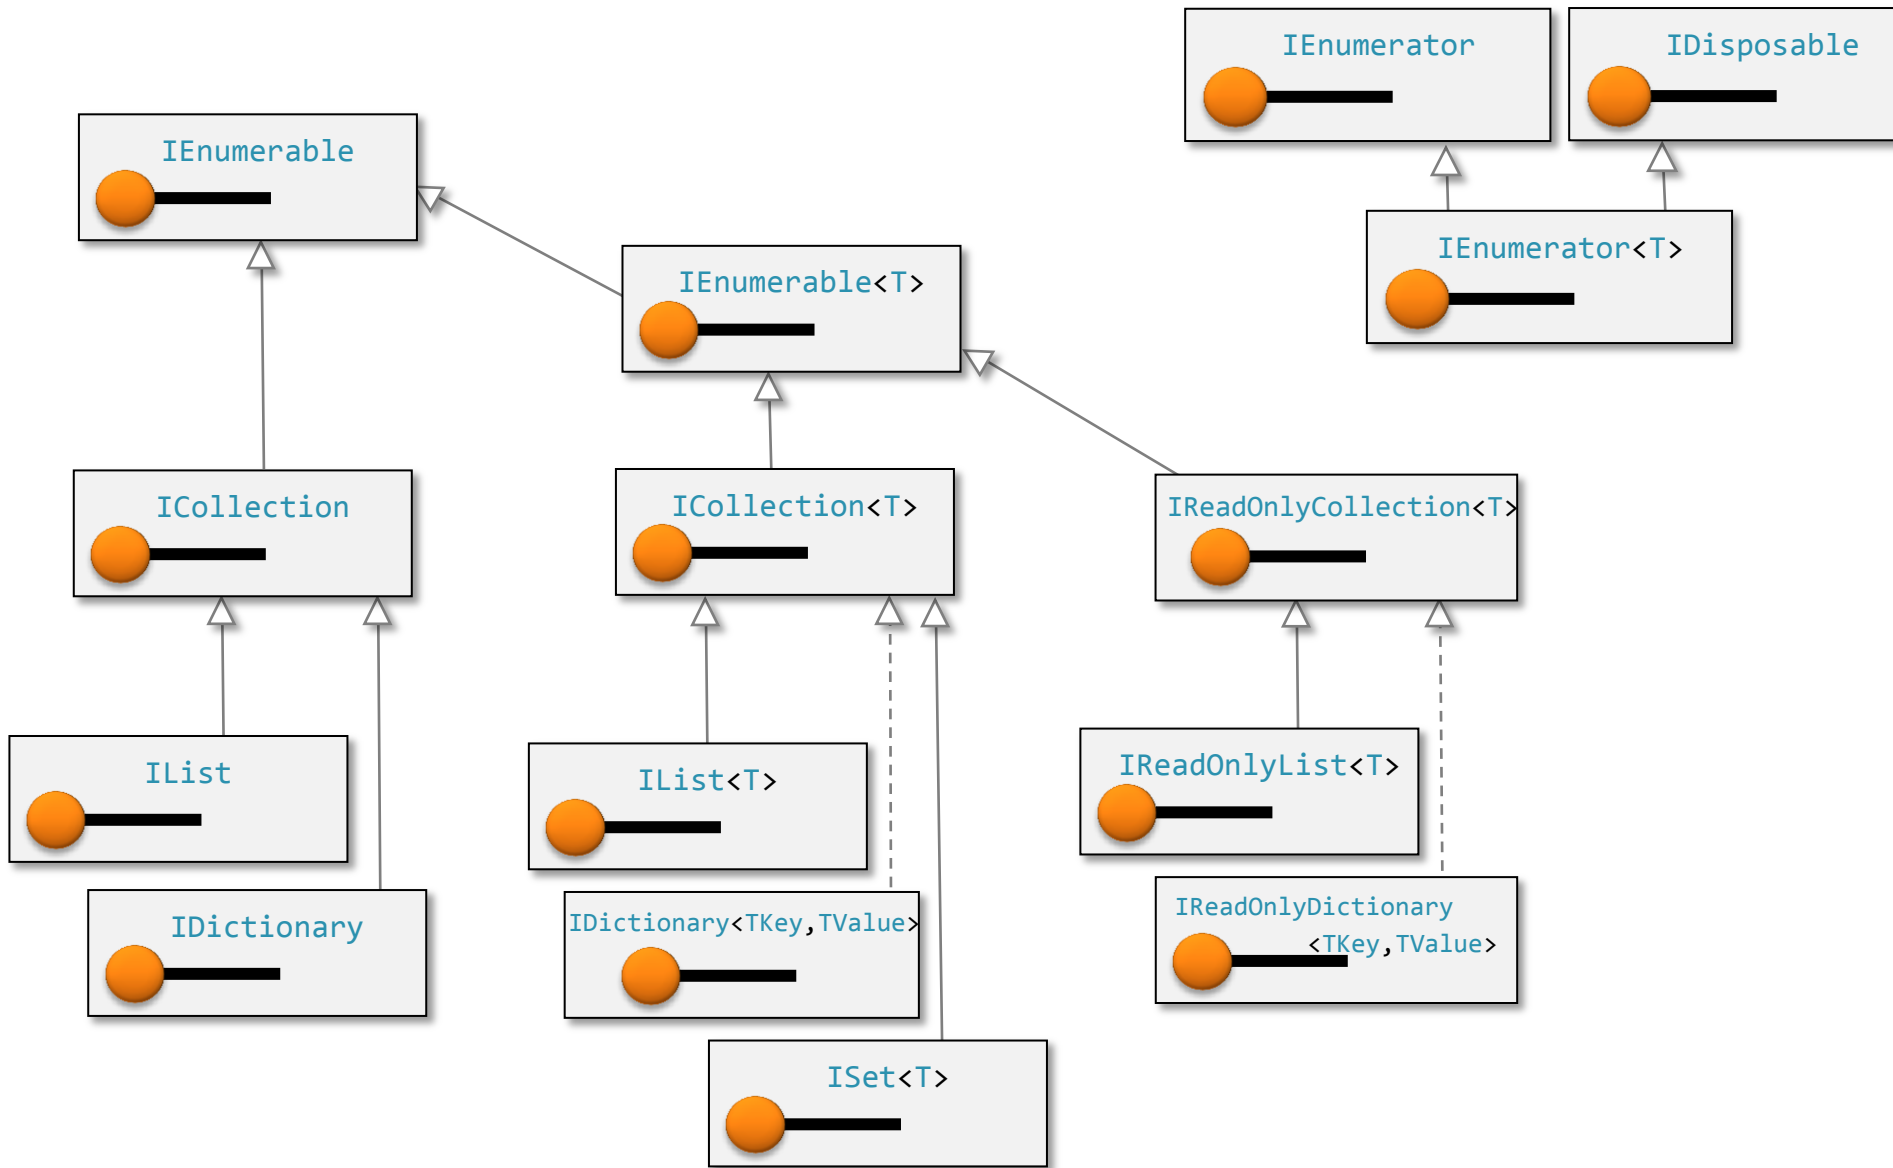 IEnumerator
IDisposable
IEnumerable
IEnumerator<T>
IEnumerable<T>
ICollection
ICollection<T>
IReadOnlyCollection<T>
IList
IList<T>
IReadOnlyList<T>
IDictionary
IDictionary<TKey,TValue>
IReadOnlyDictionary
<TKey,TValue>
ISet<T>